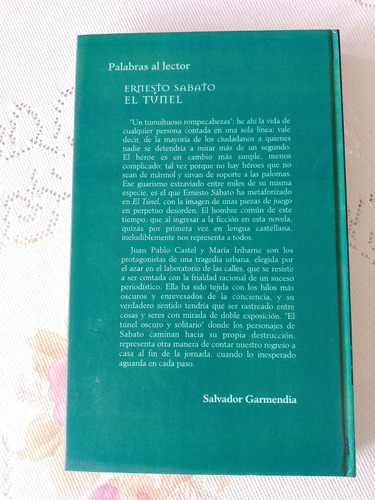 Palabras al lector
ERNESTO SABATO
EL TÚNEL
"Un tumultuoso rompecabezas": he ahí la vida de
cualquier persona contada en una sola línea: vale
decir, de la mayoría de los ciudadanos a quienes
nadie se detendría a mirar más de un segundo.
El héroe es en cambio más simple, menos
complicado; tal vez porque no hay héroes que no
sean de mármol y sirvan de soporte a las palomas.
Ese guarismo extraviado entre miles de su misma
especie, es el que Ernesto Sábato ha metaforizado
en El Túnel, con la imagen de unas piezas de juego
en perpetuo desorden. El hombre común de este
tiempo, que al ingresar a la ficción en esta novela,
quizás por primera vez en lengua castellana,
ineludiblemente nos representa a todos.
Juan Pablo Castel y María Iribarne son los
protagonistas de una tragedia urbana, elegida por
el azar en el laboratorio de las calles, que se resiste
a ser contada con la frialdad racional de un suceso
periodístico. Ella ha sido tejida con los hilos más
oscuros y enrevesados de la conciencia, y su
verdadero sentido tendría que ser rastreado entre
cosas y seres con mirada de doble exposición. "El
túnel oscuro y solitario" donde los personajes de
Sabato caminan hacia su propia destrucción,
representa otra manera de contar nuestro regreso a
casa al fin de la jornada, cuando lo inesperado
aguarda en cada paso.
Salvador Garmendia